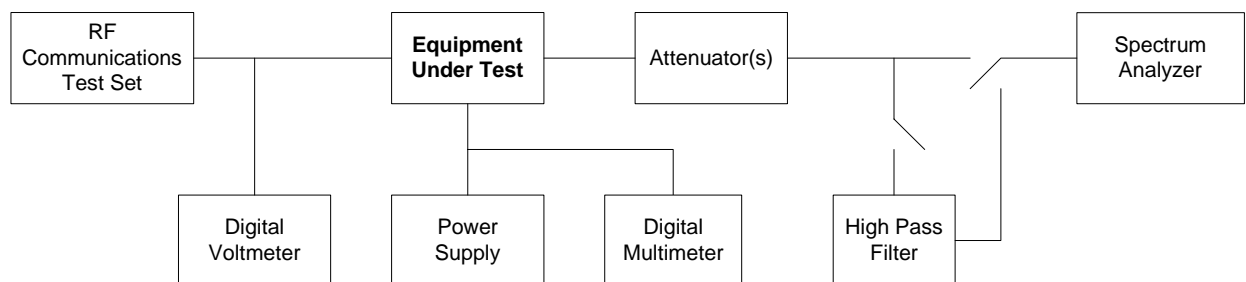 RF
Communications
Test Set
Equipment
Under Test
Attenuator(s)
Spectrum
Analyzer
Digital
Voltmeter
Power
Supply
Digital
Multimeter
High Pass
Filter